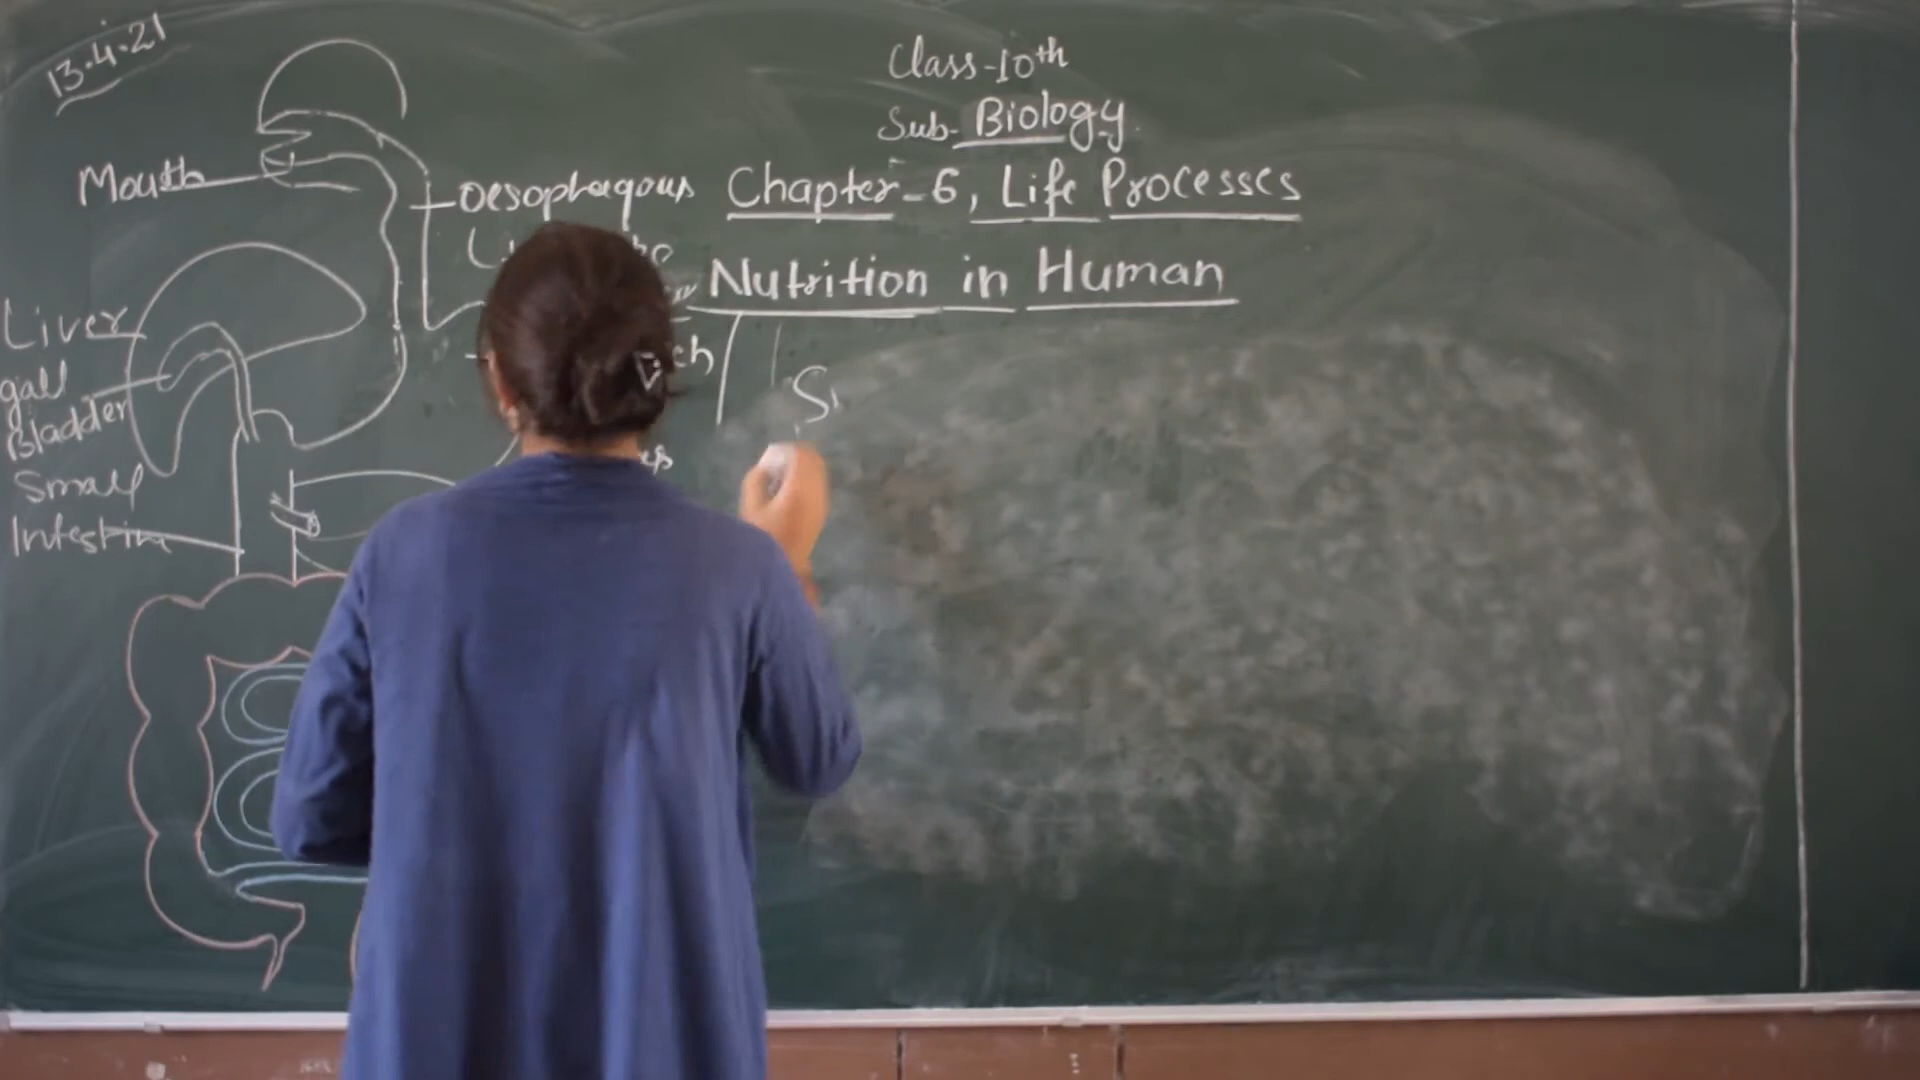 13.4.21
Class-10th
Sub-Biology
Chapter-6, Life Processes
Nutrition in Human
Mouth
Oesophagous
Liver
gall
Bladder
Small
Intestine